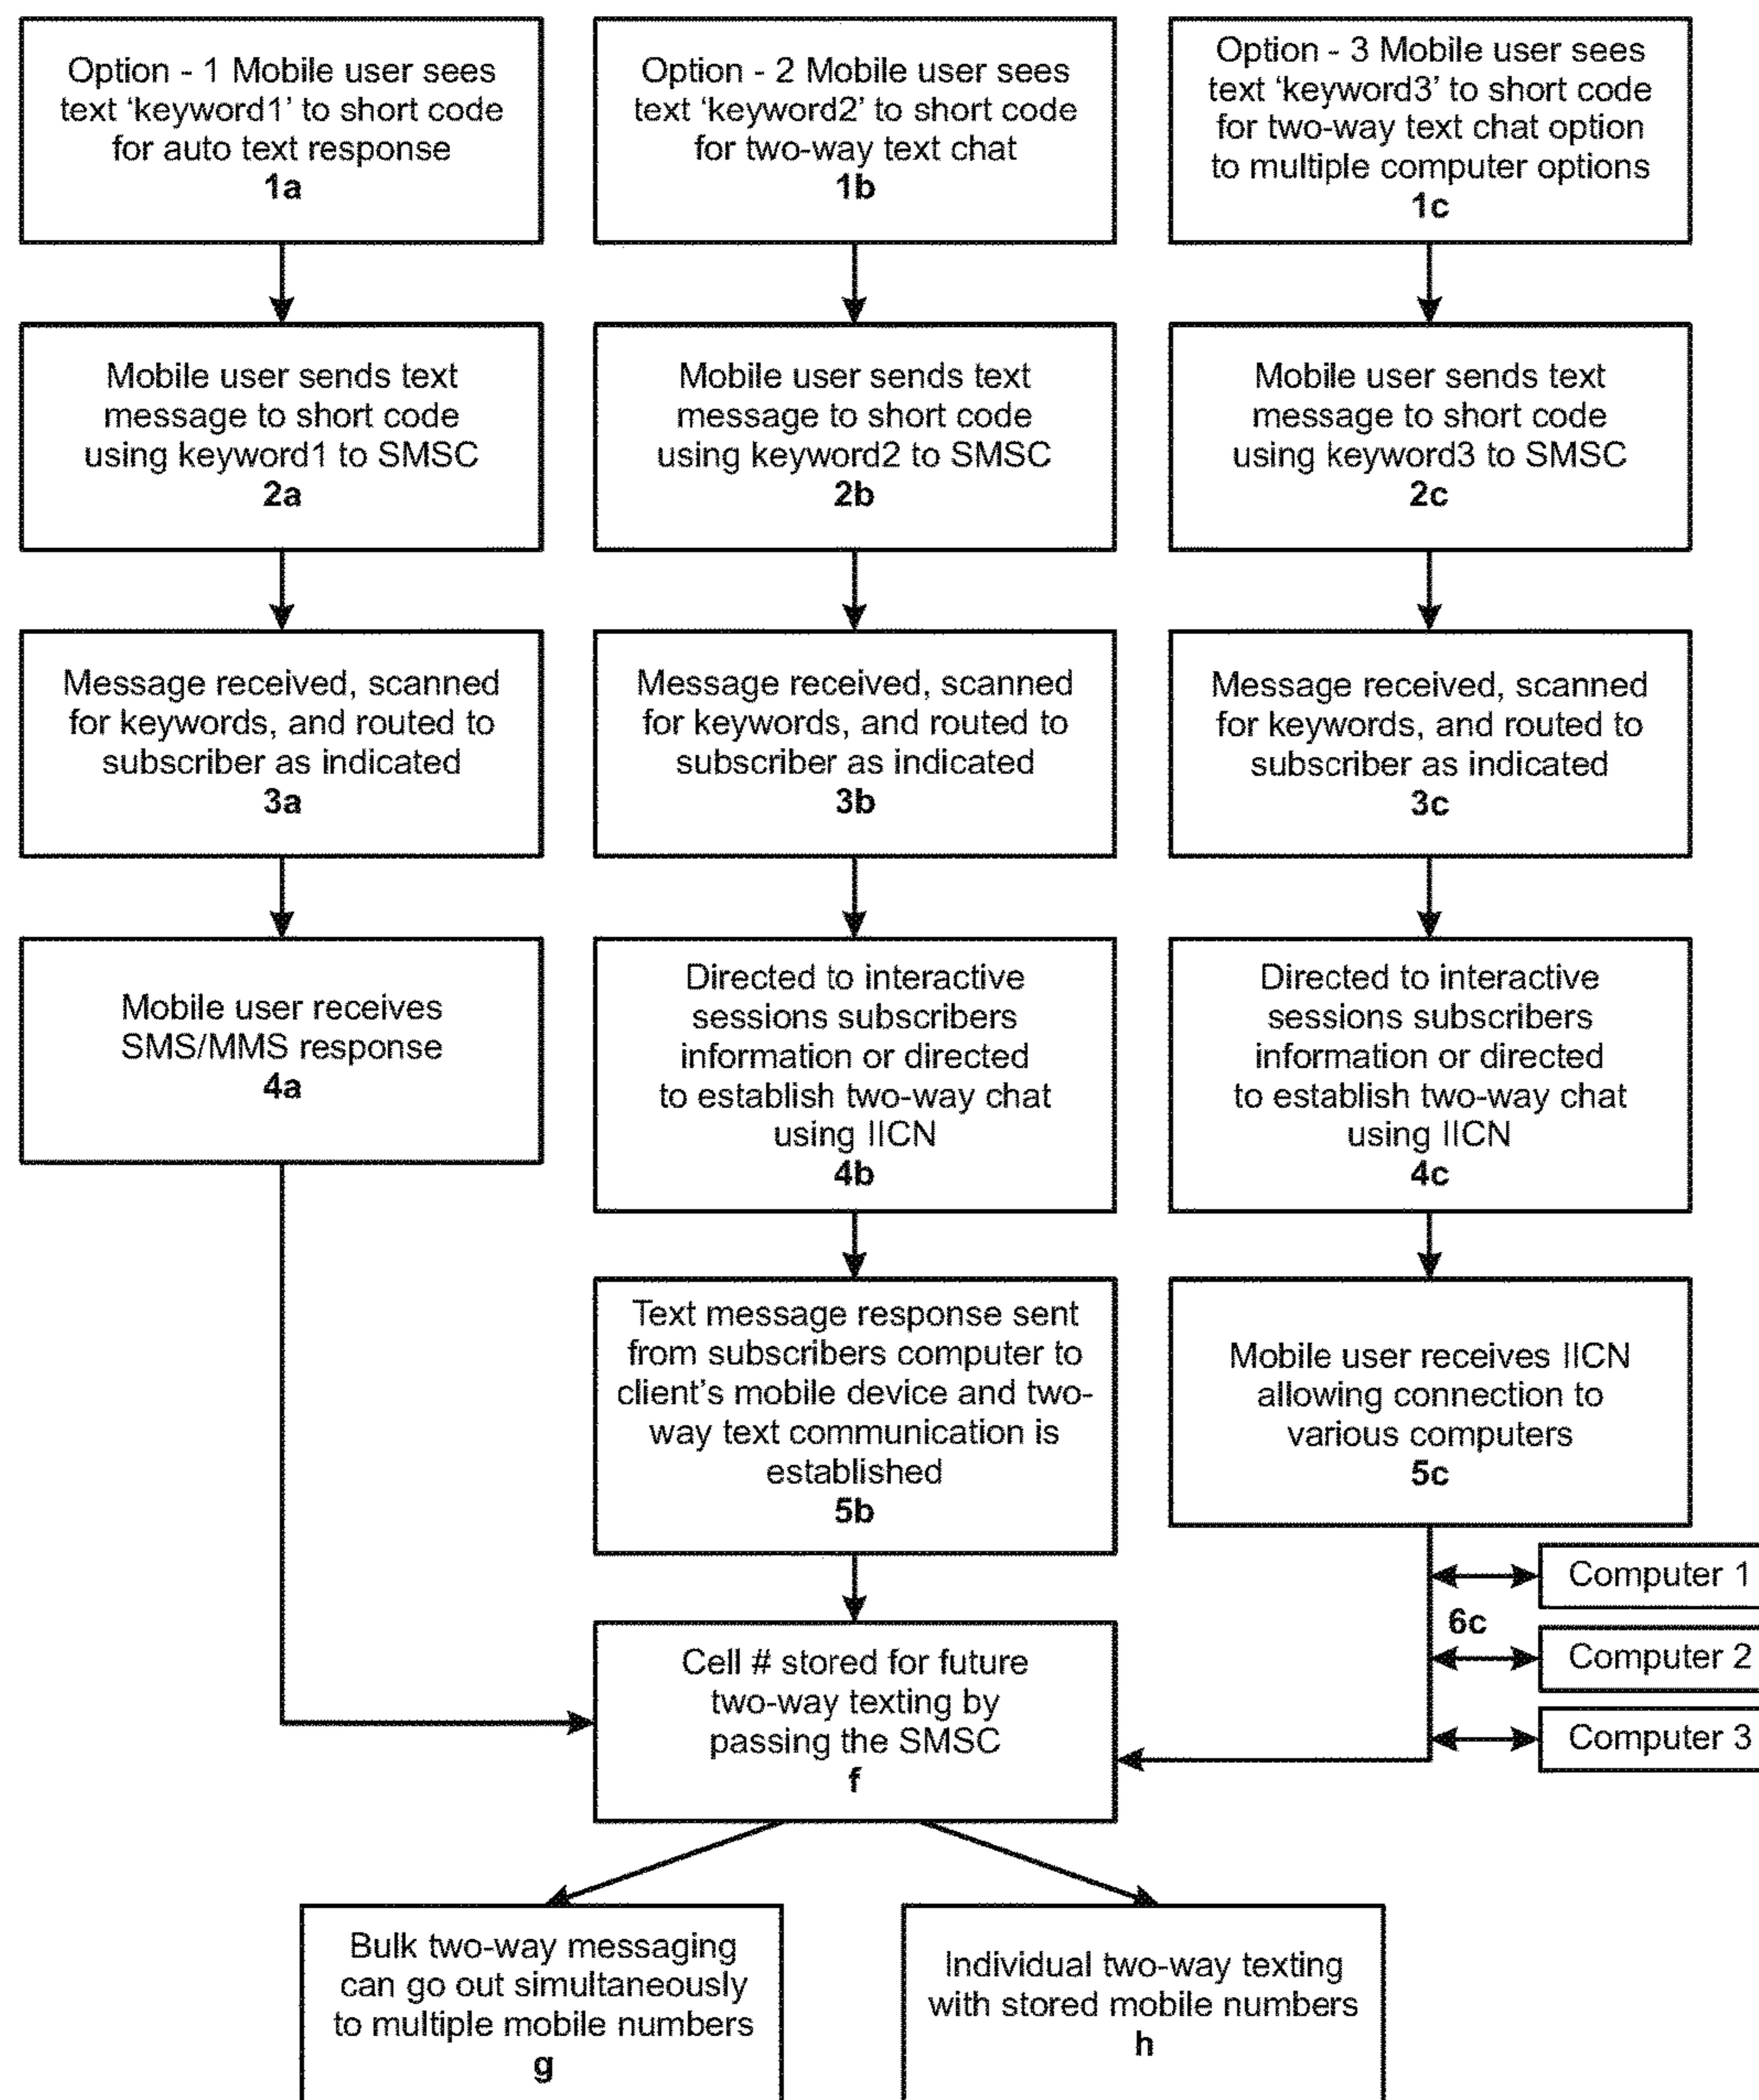 Option - 1 Mobile user sees
text ‘keyword1’ to short code
for auto text response
1a
Option - 2 Mobile user sees
text ‘keyword2’ to short code
for two-way text chat
1b
Option - 3 Mobile user sees
text ‘keyword3’ to short code
for two-way text chat option
to multiple computer options
1c
Mobile user sends text
message to short code
using keyword1 to SMSC
2a
Mobile user sends text
message to short code
using keyword2 to SMSC
2b
Mobile user sends text
message to short code
using keyword3 to SMSC
2c
Message received, scanned
for keywords, and routed to
subscriber as indicated
3a
Message received, scanned
for keywords, and routed to
subscriber as indicated
3b
Message received, scanned
for keywords, and routed to
subscriber as indicated
3c
Mobile user receives
SMS/MMS response
4a
Directed to interactive
sessions subscribers
information or directed
to establish two-way chat
using IICN
4b
Directed to interactive
sessions subscribers
information or directed
to establish two-way chat
using IICN
4c
Text message response sent
from subscribers computer to
client’s mobile device and two-
way text communication is
established
5b
Mobile user receives IICN
allowing connection to
various computers
5c
Computer 1
6c
Computer 2
Computer 3
Cell # stored for future
two-way texting by
passing the SMSC
f
Bulk two-way messaging
can go out simultaneously
to multiple mobile numbers
g
Individual two-way texting
with stored mobile numbers
h